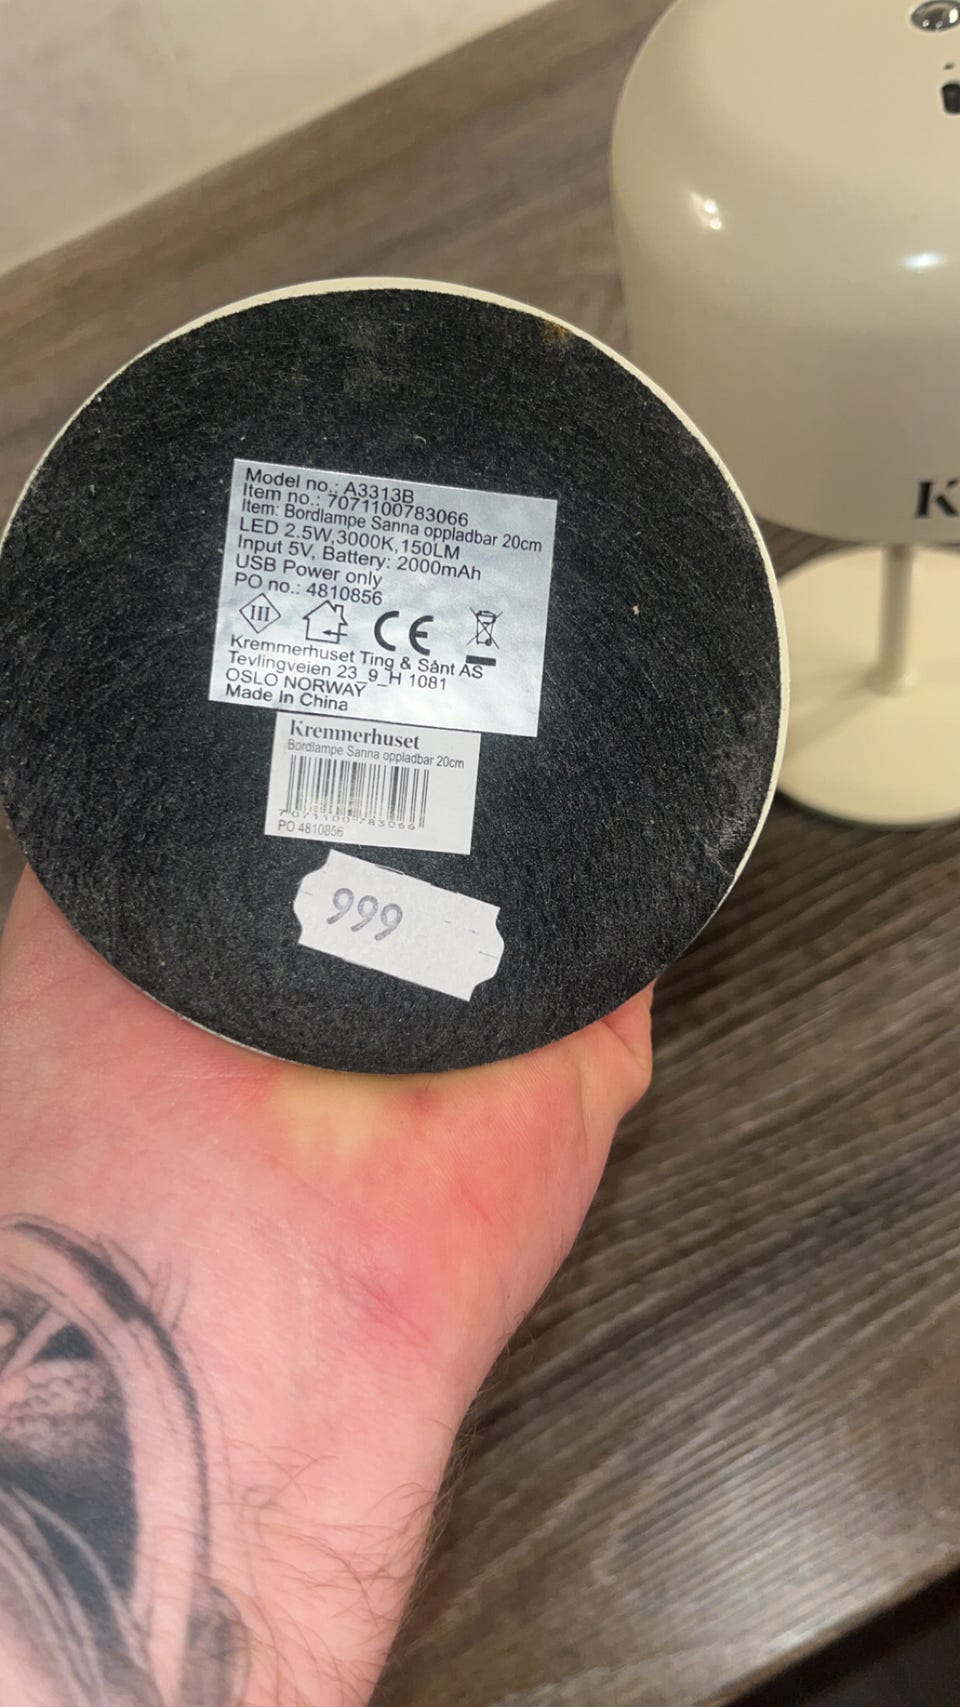 K
Model no.: A3313B
Item no.: 7071100783066
Item: Bordlampe Sanna oppladbar 20cm
LED 2.5W,3000K,150LM
Input 5V, Battery: 2000mAh
USB Power only
PO no.: 4810856
III
CE
Kremmerhuset Ting & Sånt AS
Tevlingveien 23_9_H 1081
OSLO NORWAY
Made In China
Kremmerhuset
Bordlampe Sanna oppladbar 20cm
7071100783066
PO 4810856
999